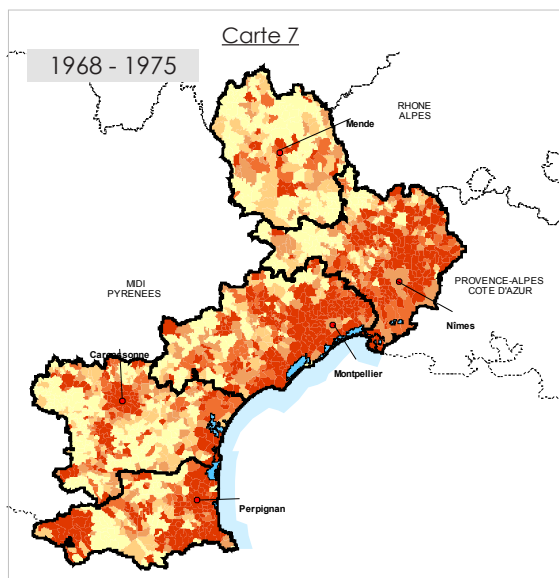 Carte 7
1968 - 1975
RHONE
ALPES
Mende
MIDI
PYRENEES
PROVENCE-ALPES
COTE D'AZUR
Nîmes
Carcassonne
Montpellier
Perpignan